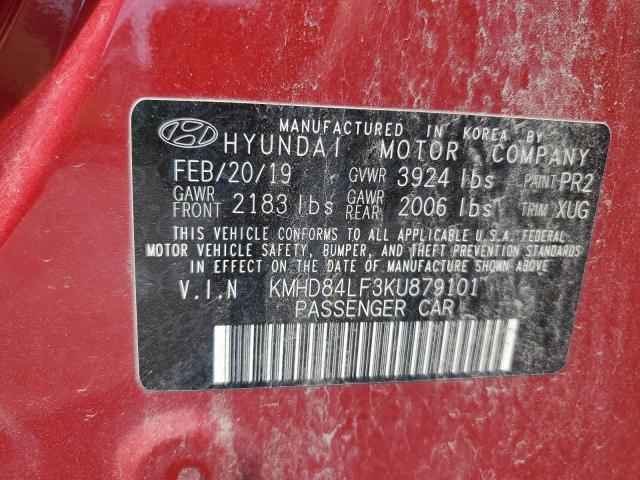 MANUFACTURED IN KOREA BY
HYUNDAI MOTOR COMPANY
FEB/20/19 GVWR 3924 lbs PAINT PR2
GAWR FRONT 2183 lbs GAWR REAR 2006 lbs TRIM XUG
THIS VEHICLE CONFORMS TO ALL APPLICABLE U.S.A. FEDERAL
MOTOR VEHICLE SAFETY, BUMPER, AND THEFT PREVENTION STANDARDS
IN EFFECT ON THE DATE OF MANUFACTURE SHOWN ABOVE.
V.I.N KMHD84LF3KU879101
PASSENGER CAR